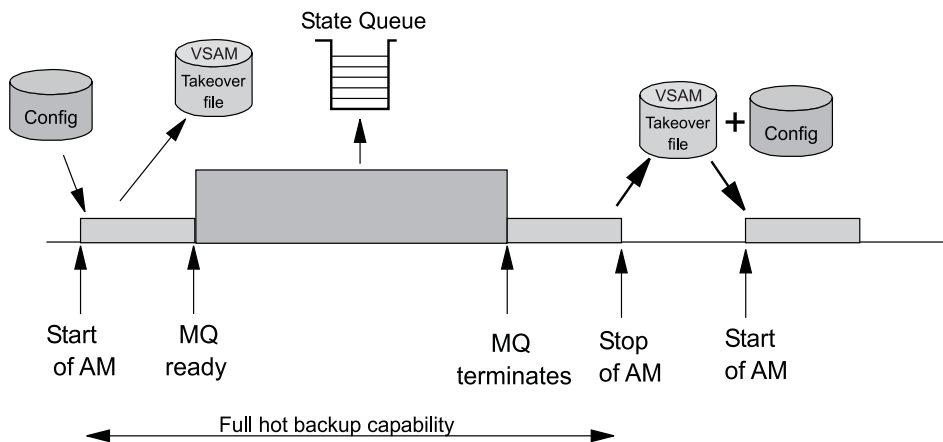 State Queue
VSAM
Takeover
file
Config
VSAM
Takeover
file
+
Config
Start
of AM
MQ
ready
MQ
terminates
Stop
of AM
Start
of AM
Full hot backup capability